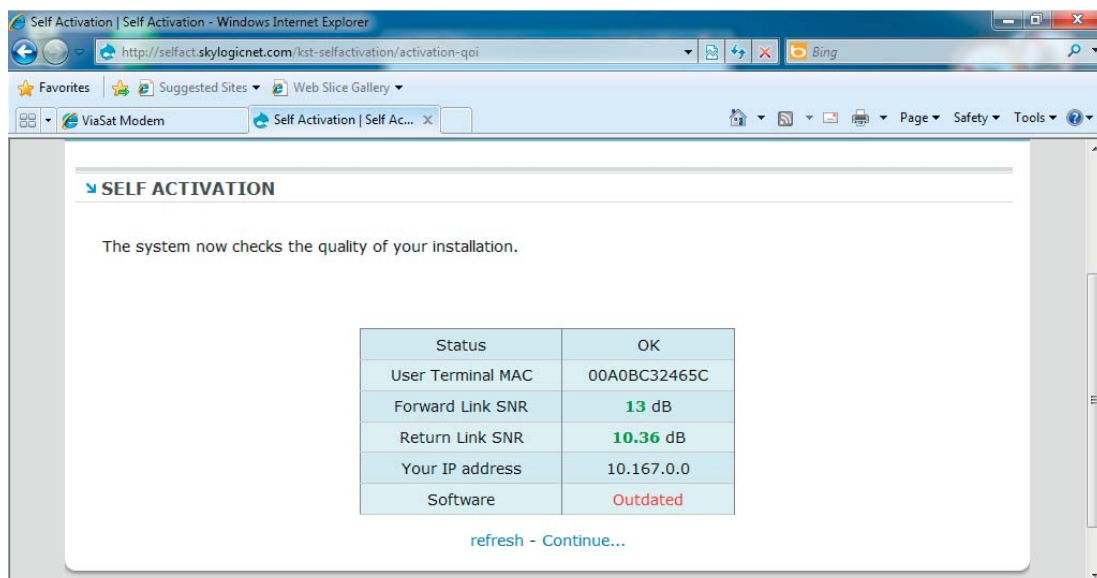 Self Activation | Self Activation - Windows Internet Explorer
http://selfact.skylogicnet.com/kst-selfactivation/activation-qoi
Bing
Favorites
Suggested Sites
Web Slice Gallery
ViaSat Modem
Self Activation | Self Ac...
Page
Safety
Tools
SELF ACTIVATION
The system now checks the quality of your installation.
Status OK
User Terminal MAC 00A0BC32465C
Forward Link SNR 13 dB
Return Link SNR 10.36 dB
Your IP address 10.167.0.0
Software Outdated
refresh - Continue...